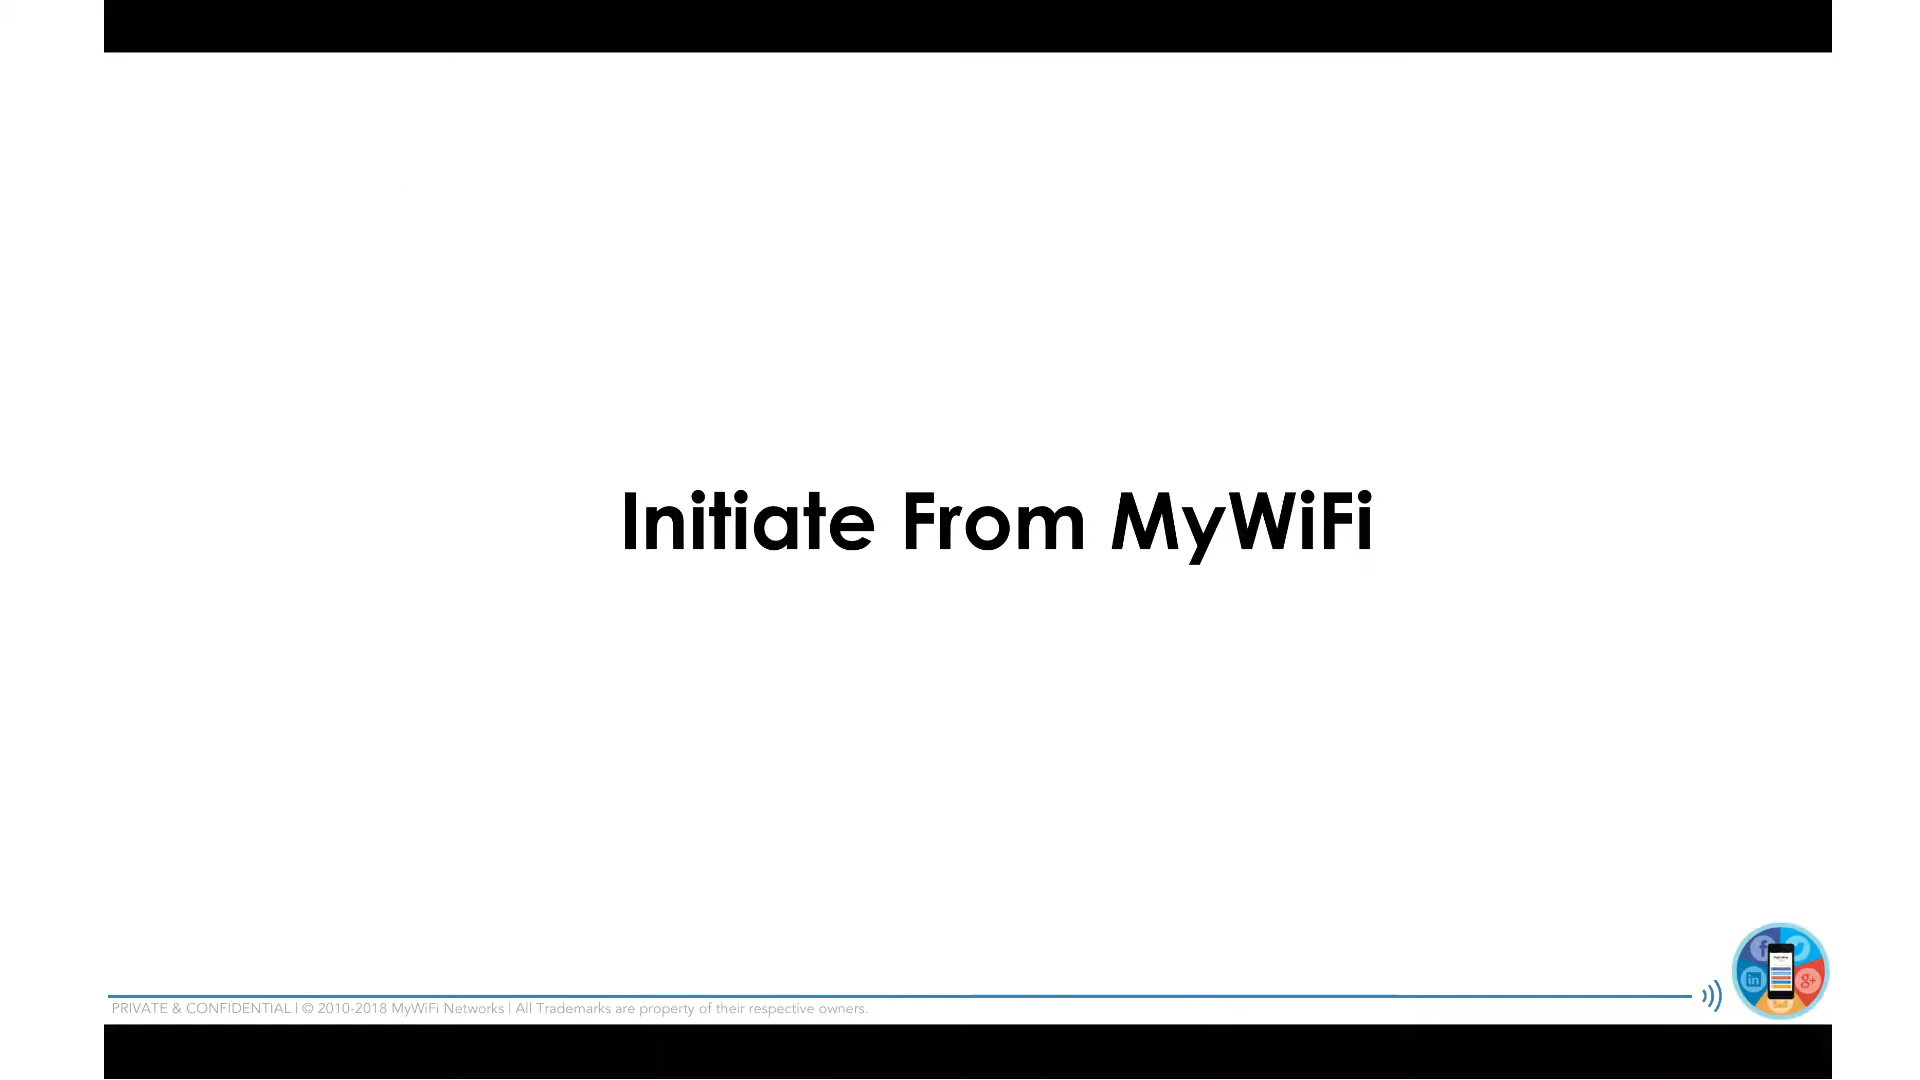 Initiate From MyWiFi
PRIVATE & CONFIDENTIAL | © 2010-2018 MyWiFi Networks | All Trademarks are property of their respective owners.